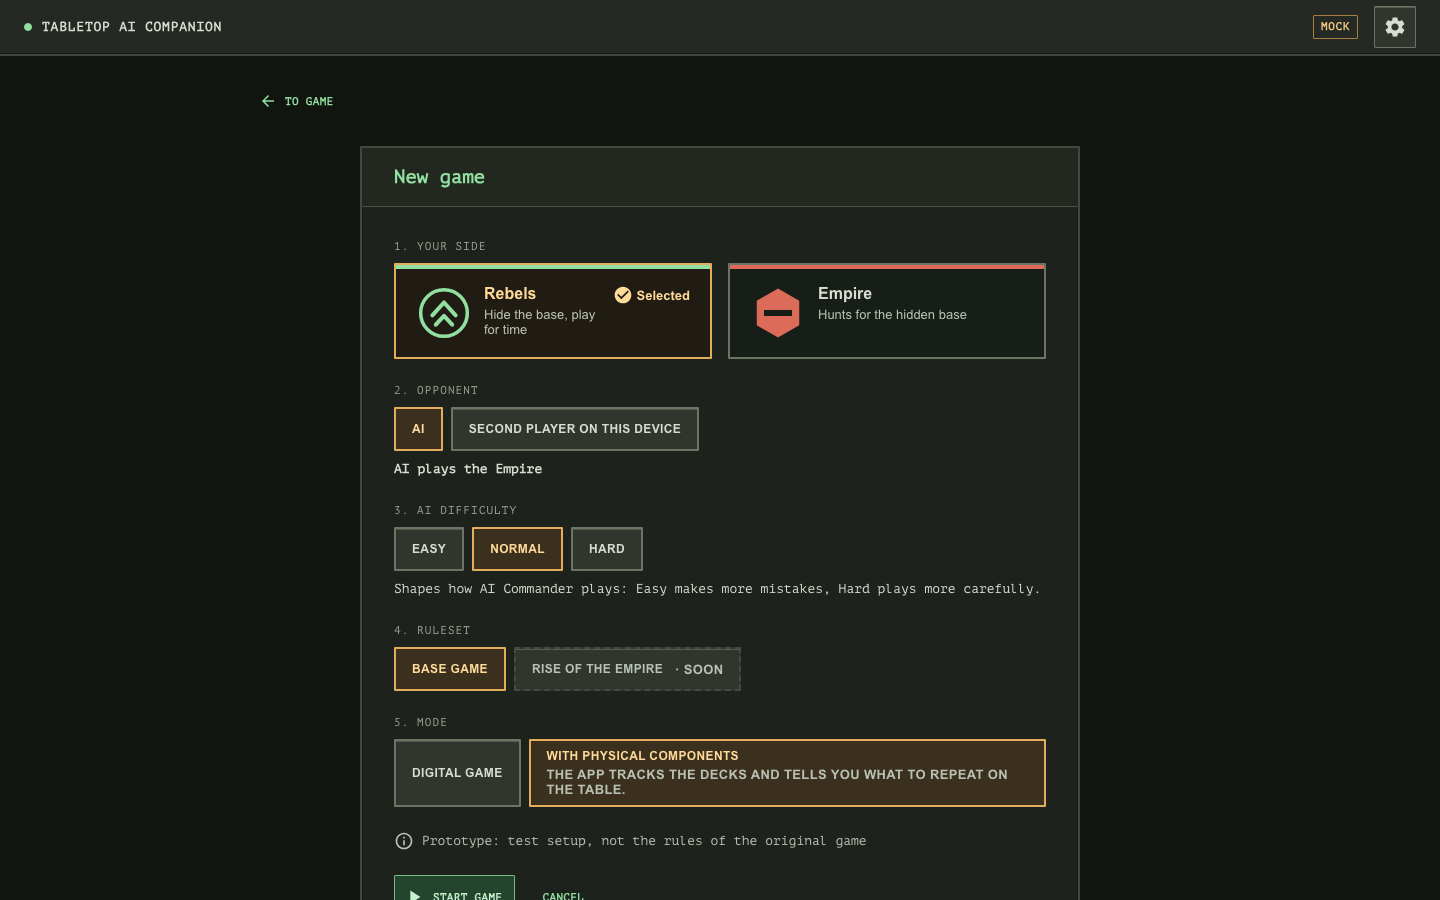 TABLETOP AI COMPANION
MOCK
TO GAME
New game
1. YOUR SIDE
Rebels
Selected
Hide the base, play
for time
Empire
Hunts for the hidden base
2. OPPONENT
AI
SECOND PLAYER ON THIS DEVICE
AI plays the Empire
3. AI DIFFICULTY
EASY
NORMAL
HARD
Shapes how AI Commander plays: Easy makes more mistakes, Hard plays more carefully.
4. RULESET
BASE GAME
RISE OF THE EMPIRE · SOON
5. MODE
DIGITAL GAME
WITH PHYSICAL COMPONENTS
THE APP TRACKS THE DECKS AND TELLS YOU WHAT TO REPEAT ON
THE TABLE.
Prototype: test setup, not the rules of the original game
START GAME
CANCEL